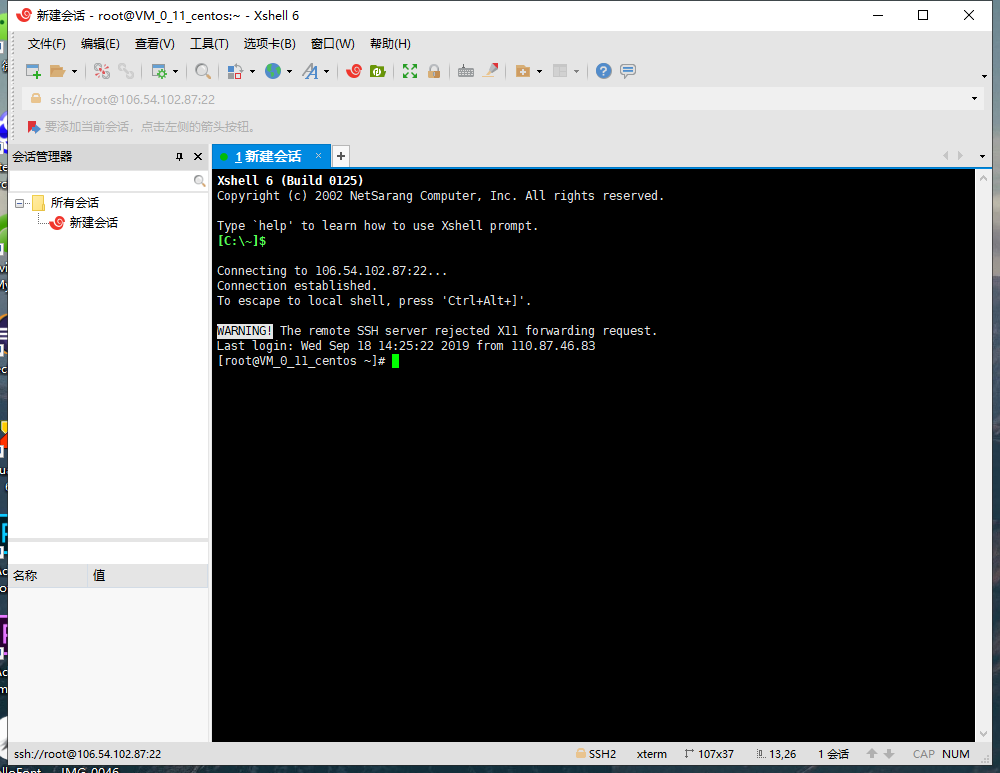 新建会话 - root@VM_0_11_centos:~ - Xshell 6
文件(F) 编辑(E) 查看(V) 工具(T) 选项卡(B) 窗口(W) 帮助(H)
ssh://root@106.54.102.87:22
要添加当前会话，点击左侧的箭头按钮。
会话管理器
1 新建会话
所有会话
新建会话
Xshell 6 (Build 0125)
Copyright (c) 2002 NetSarang Computer, Inc. All rights reserved.
Type `help' to learn how to use Xshell prompt.
[C:\~]$
Connecting to 106.54.102.87:22...
Connection established.
To escape to local shell, press 'Ctrl+Alt+]'.
WARNING! The remote SSH server rejected X11 forwarding request.
Last login: Wed Sep 18 14:25:22 2019 from 110.87.46.83
[root@VM_0_11_centos ~]#
名称 值
ssh://root@106.54.102.87:22 SSH2 xterm 107x37 13,26 1 会话 CAP NUM
IMG-0046